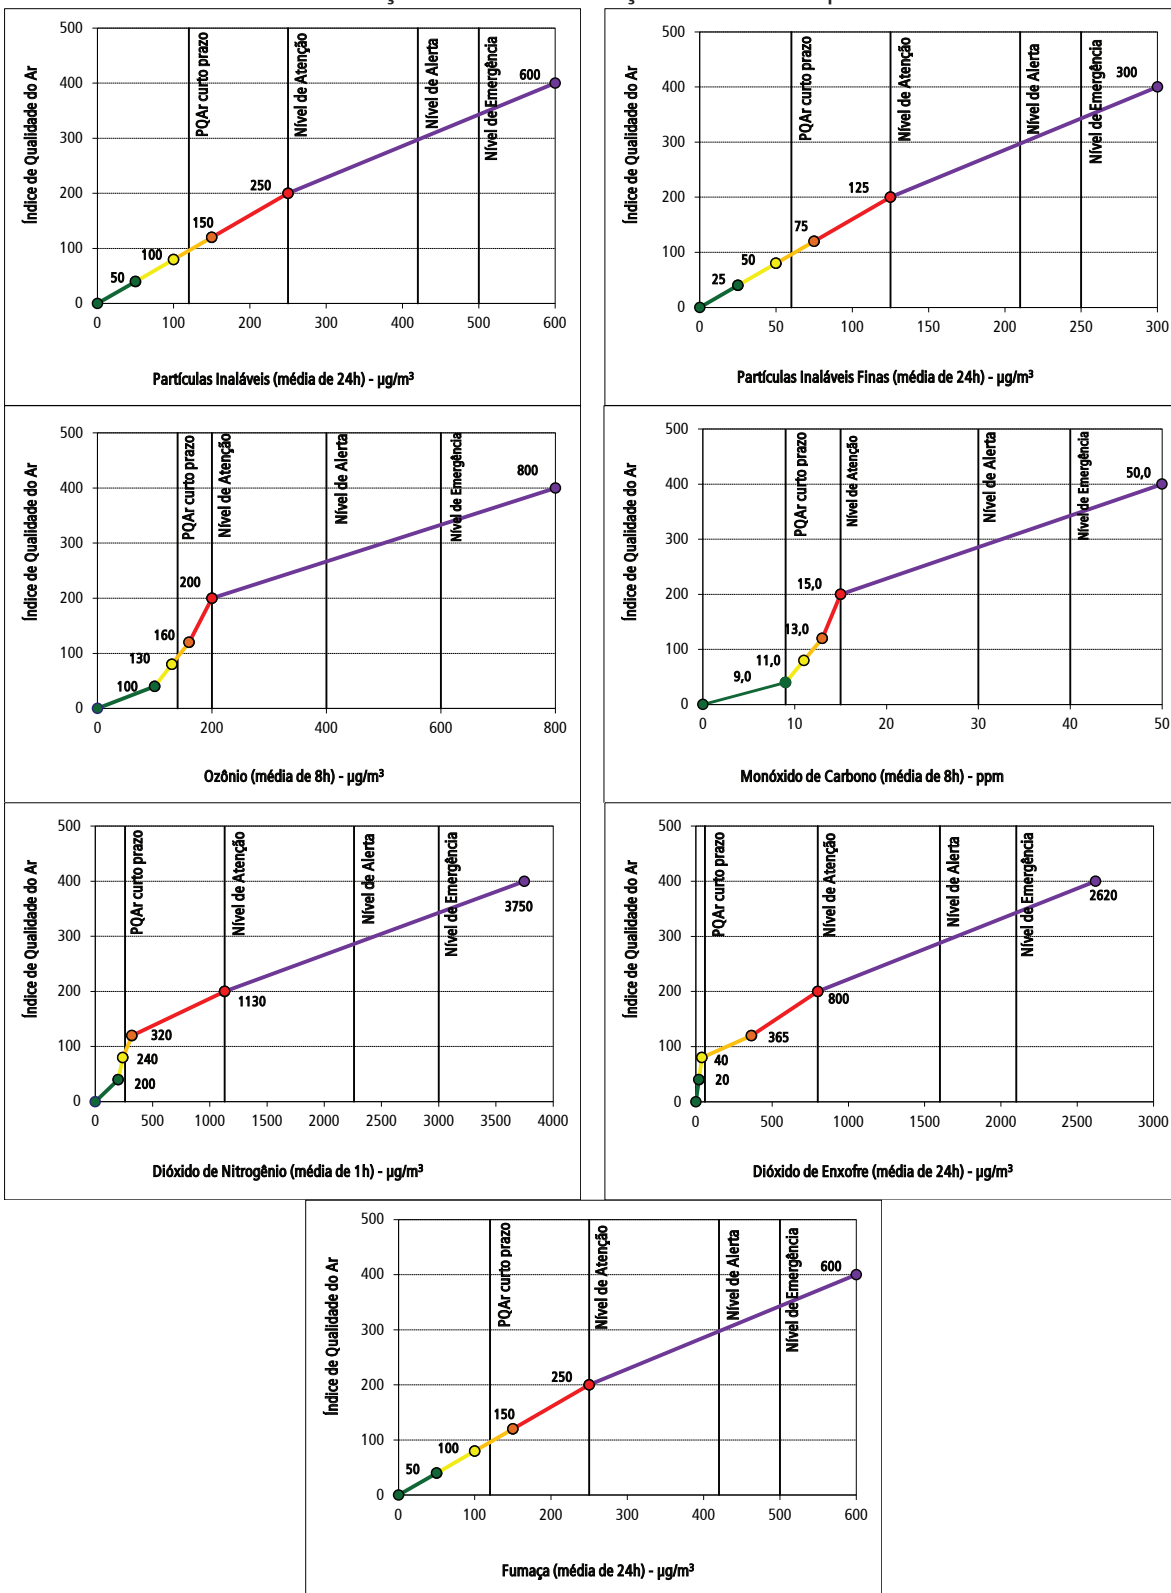 500
400
300
200
100
0
Índice de Qualidade do Ar
PQAr curto prazo
Nível de Atenção
Nível de Alerta
Nível de Emergência
50
100
150
250
600
0 100 200 300 400 500 600
Partículas Inaláveis (média de 24h) - µg/m³
500
400
300
200
100
0
Índice de Qualidade do Ar
PQAr curto prazo
Nível de Atenção
Nível de Alerta
Nível de Emergência
25
50
75
125
300
0 50 100 150 200 250 300
Partículas Inaláveis Finas (média de 24h) - µg/m³
500
400
300
200
100
0
Índice de Qualidade do Ar
PQAr curto prazo
Nível de Atenção
Nível de Alerta
Nível de Emergência
100
130
160
200
800
0 200 400 600 800
Ozônio (média de 8h) - µg/m³
500
400
300
200
100
0
Índice de Qualidade do Ar
PQAr curto prazo
Nível de Atenção
Nível de Alerta
Nível de Emergência
9,0
11,0
13,0
15,0
50,0
0 10 20 30 40 50
Monóxido de Carbono (média de 8h) - ppm
500
400
300
200
100
0
Índice de Qualidade do Ar
PQAr curto prazo
Nível de Atenção
Nível de Alerta
Nível de Emergência
200
240
320
1130
3750
0 500 1000 1500 2000 2500 3000 3500 4000
Dióxido de Nitrogênio (média de 1h) - µg/m³
500
400
300
200
100
0
Índice de Qualidade do Ar
PQAr curto prazo
Nível de Atenção
Nível de Alerta
Nível de Emergência
20
40
365
800
2620
0 500 1000 1500 2000 2500 3000
Dióxido de Enxofre (média de 24h) - µg/m³
500
400
300
200
100
0
Índice de Qualidade do Ar
PQAr curto prazo
Nível de Atenção
Nível de Alerta
Nível de Emergência
50
100
150
250
600
0 100 200 300 400 500 600
Fumaça (média de 24h) - µg/m³